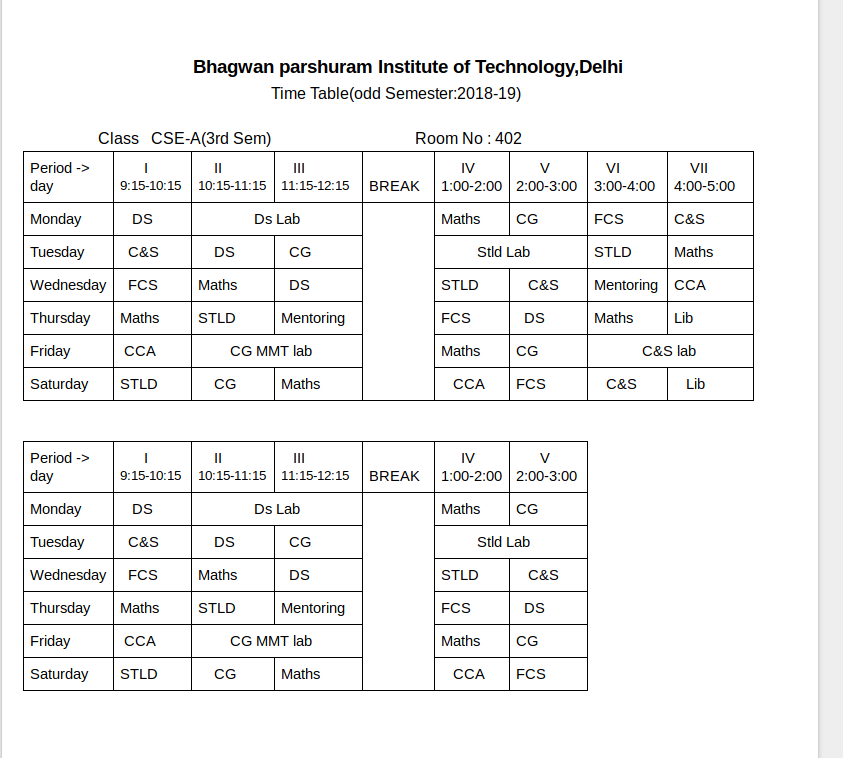 Bhagwan parshuram Institute of Technology,Delhi
Time Table(odd Semester:2018-19)
Class CSE-A(3rd Sem) Room No : 402
Period -> I II III IV V VI VII
day 9:15-10:15 10:15-11:15 11:15-12:15 BREAK 1:00-2:00 2:00-3:00 3:00-4:00 4:00-5:00
Monday DS Ds Lab Maths CG FCS C&S
Tuesday C&S DS CG Stld Lab STLD Maths
Wednesday FCS Maths DS STLD C&S Mentoring CCA
Thursday Maths STLD Mentoring FCS DS Maths Lib
Friday CCA CG MMT lab Maths CG C&S lab
Saturday STLD CG Maths CCA FCS C&S Lib
Period -> I II III IV V
day 9:15-10:15 10:15-11:15 11:15-12:15 BREAK 1:00-2:00 2:00-3:00
Monday DS Ds Lab Maths CG
Tuesday C&S DS CG Stld Lab
Wednesday FCS Maths DS STLD C&S
Thursday Maths STLD Mentoring FCS DS
Friday CCA CG MMT lab Maths CG
Saturday STLD CG Maths CCA FCS